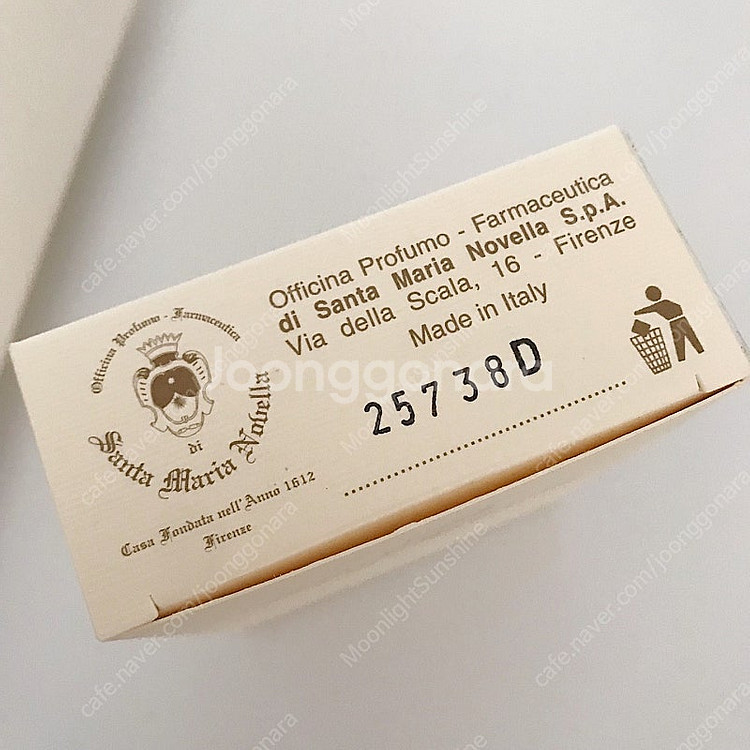 Officina Profumo - Farmaceutica
di Santa Maria Novella S.p.A.
Via della Scala, 16 - Firenze
Made in Italy
25738D
Officina Profumo - Farmaceutica
di
Santa Maria Novella
Casa Fondata nell'Anno 1612
Firenze
Joonggonara
cafe.naver.com/joonggonara
MoonlightSunshine